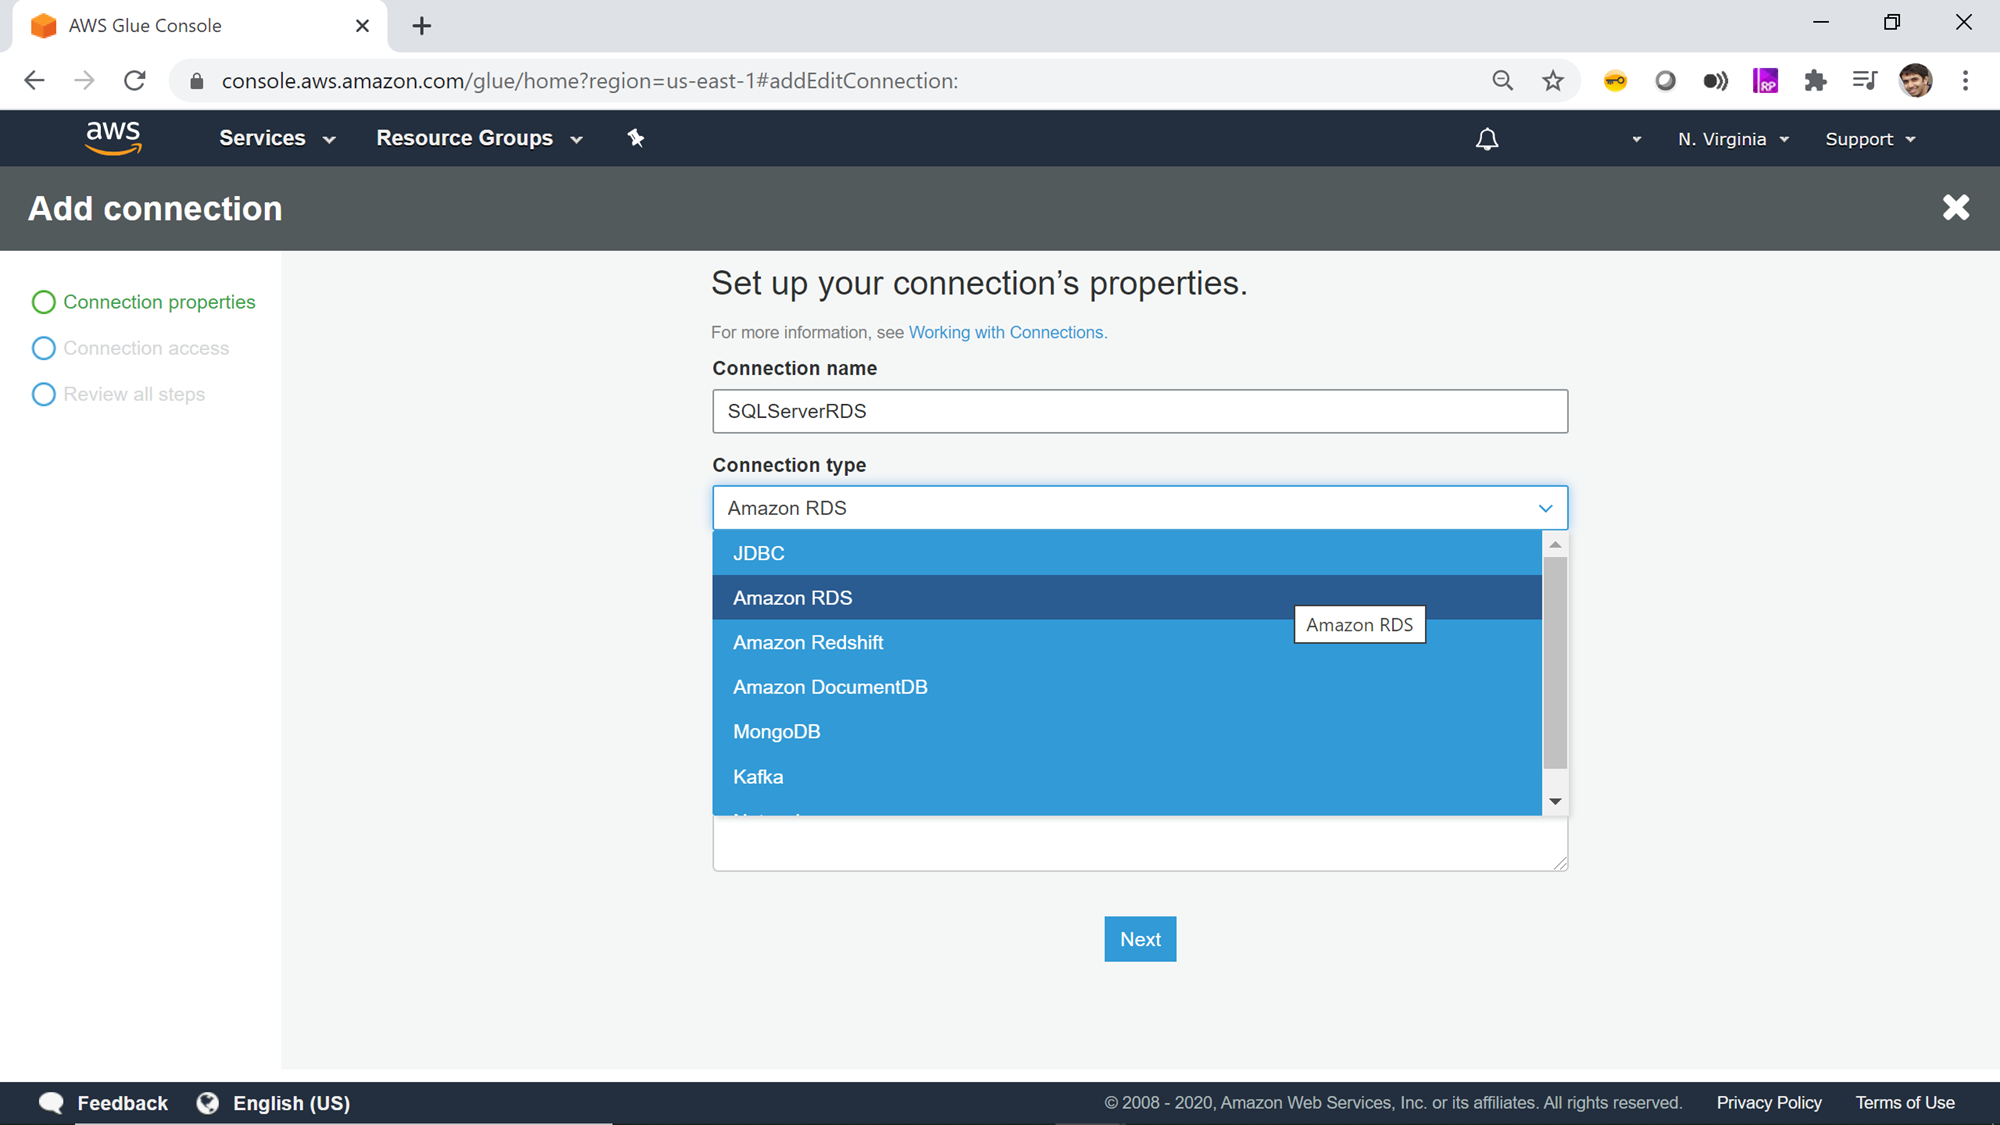 AWS Glue Console
console.aws.amazon.com/glue/home?region=us-east-1#addEditConnection:
RP
aws
Services
Resource Groups
N. Virginia
Support
Add connection
Connection properties
Connection access
Review all steps
Set up your connection’s properties.
For more information, see Working with Connections.
Connection name
SQLServerRDS
Connection type
Amazon RDS
JDBC
Amazon RDS
Amazon RDS
Amazon Redshift
Amazon DocumentDB
MongoDB
Kafka
Next
Feedback
English (US)
© 2008 - 2020, Amazon Web Services, Inc. or its affiliates. All rights reserved.
Privacy Policy
Terms of Use